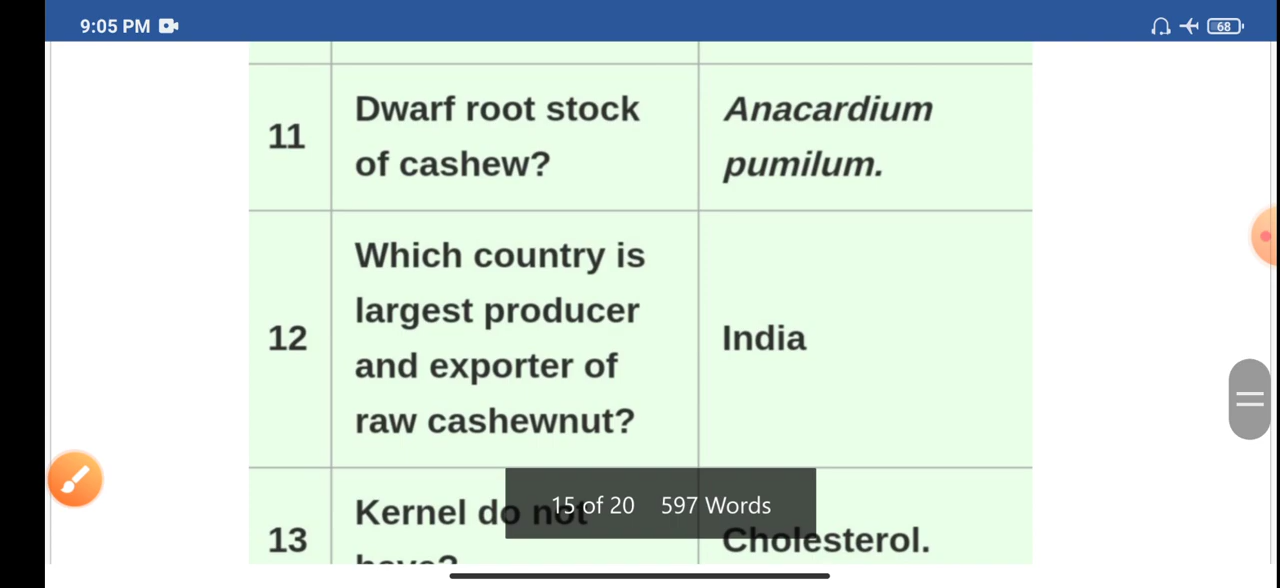 9:05 PM
68
11
Dwarf root stock
of cashew?
Anacardium
pumilum.
12
Which country is
largest producer
and exporter of
raw cashewnut?
India
13
Kernel do not
have?
Cholesterol.
15 of 20 597 Words